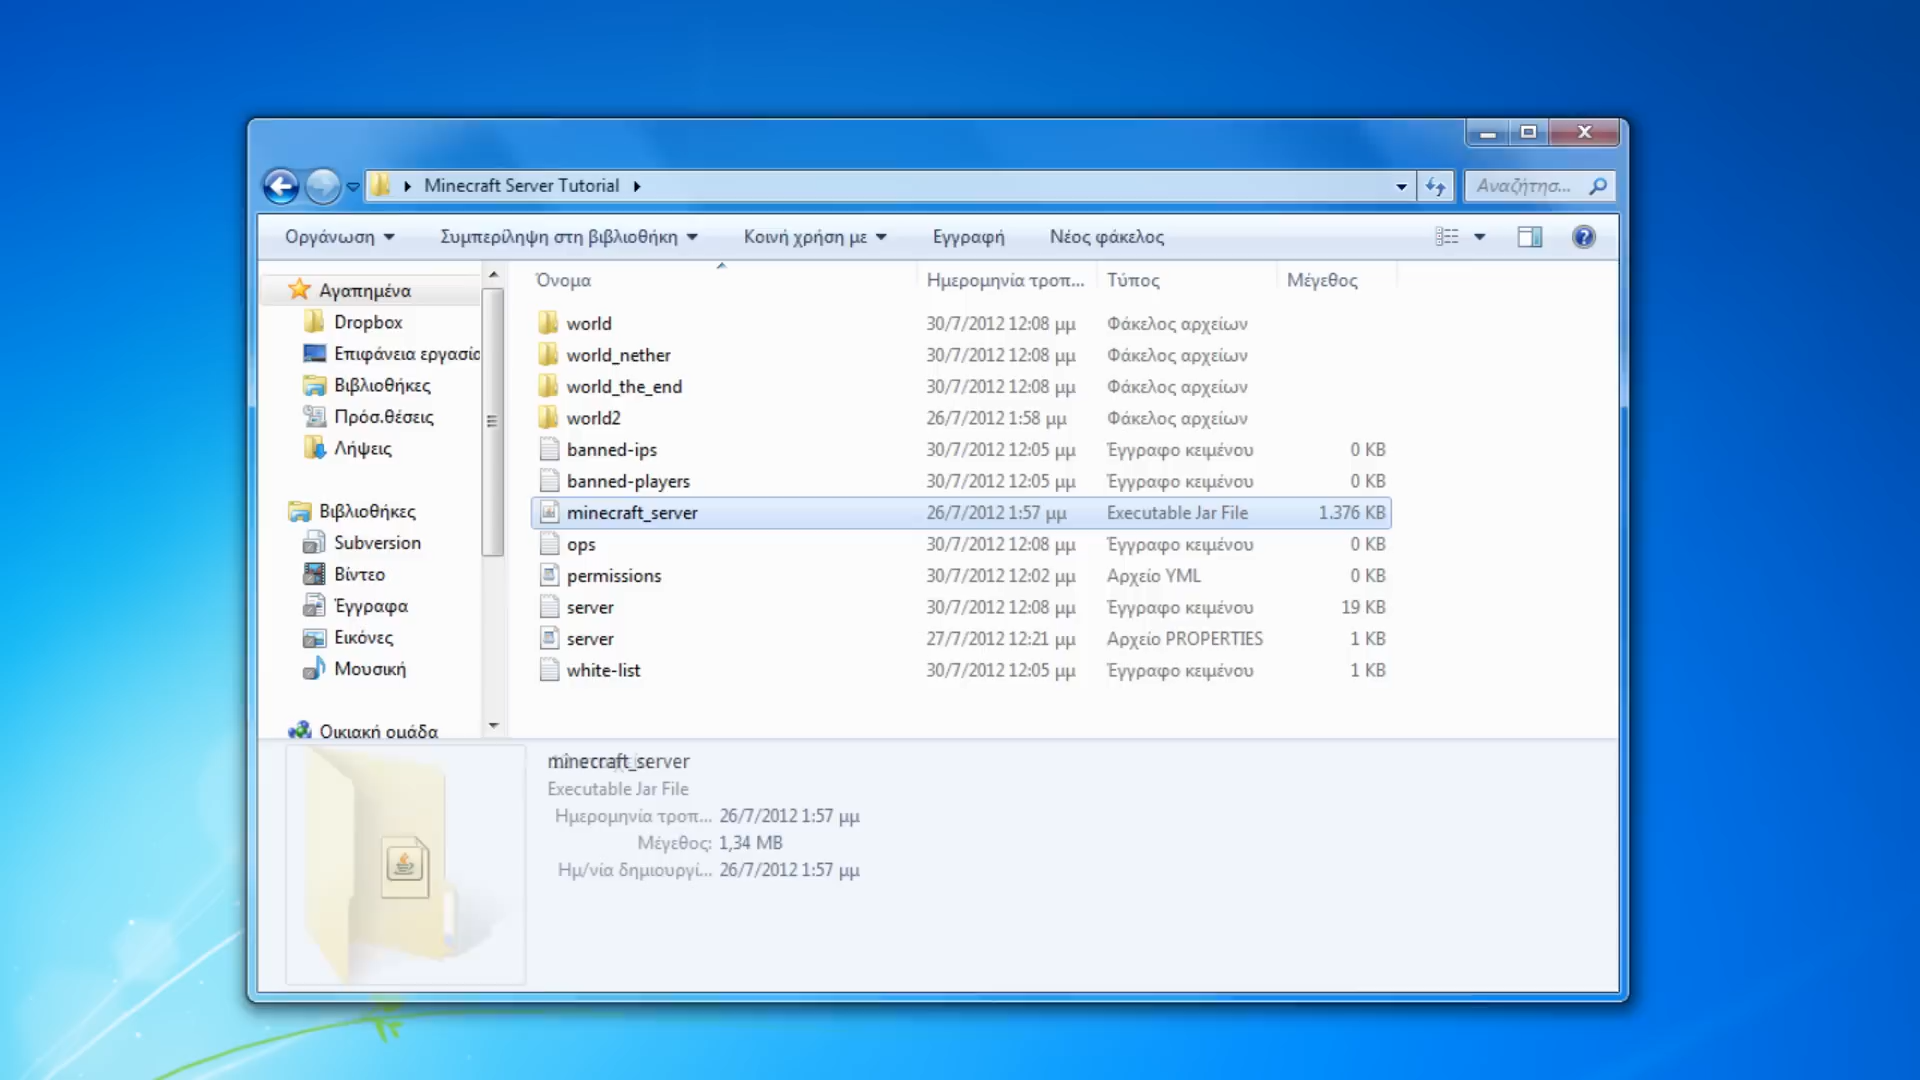 Minecraft Server Tutorial
Αναζήτησ...
Οργάνωση
Συμπερίληψη στη βιβλιοθήκη
Κοινή χρήση με
Εγγραφή
Νέος φάκελος
Αγαπημένα
Dropbox
Επιφάνεια εργασίο
Βιβλιοθήκες
Πρόσ.θέσεις
Λήψεις
Βιβλιοθήκες
Subversion
Βίντεο
Έγγραφα
Εικόνες
Μουσική
Οικιακή ομάδα
Όνομα Ημερομηνία τροπ... Τύπος Μέγεθος
world 30/7/2012 12:08 μμ Φάκελος αρχείων
world_nether 30/7/2012 12:08 μμ Φάκελος αρχείων
world_the_end 30/7/2012 12:08 μμ Φάκελος αρχείων
world2 26/7/2012 1:58 μμ Φάκελος αρχείων
banned-ips 30/7/2012 12:05 μμ Έγγραφο κειμένου 0 KB
banned-players 30/7/2012 12:05 μμ Έγγραφο κειμένου 0 KB
minecraft_server 26/7/2012 1:57 μμ Executable Jar File 1.376 KB
ops 30/7/2012 12:08 μμ Έγγραφο κειμένου 0 KB
permissions 30/7/2012 12:02 μμ Αρχείο YML 0 KB
server 30/7/2012 12:08 μμ Έγγραφο κειμένου 19 KB
server 27/7/2012 12:21 μμ Αρχείο PROPERTIES 1 KB
white-list 30/7/2012 12:05 μμ Έγγραφο κειμένου 1 KB
minecraft_server
Executable Jar File
Ημερομηνία τροπ... 26/7/2012 1:57 μμ
Μέγεθος: 1,34 MB
Ημ/νία δημιουργί... 26/7/2012 1:57 μμ